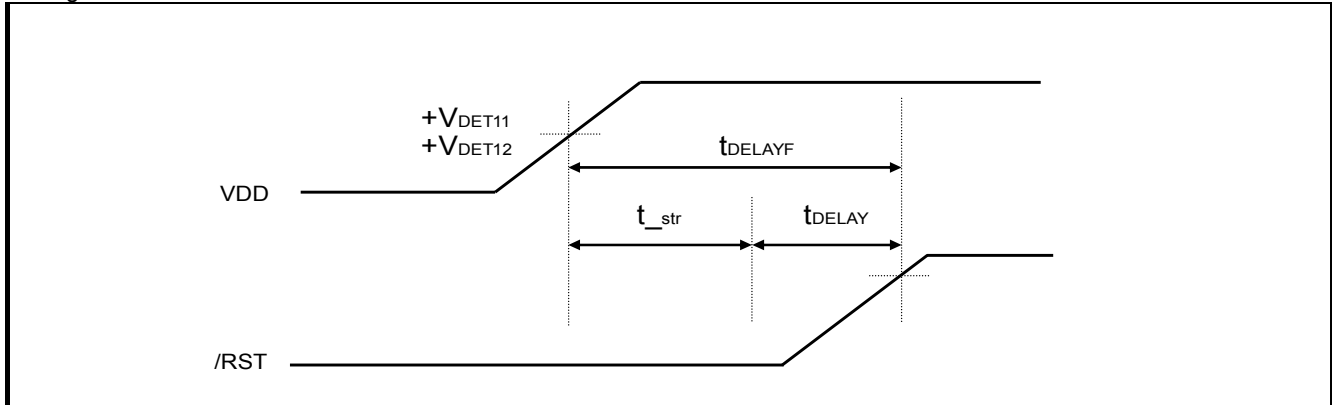 +VDET11
+VDET12
tDELAYF
VDD
t_str
tDELAY
/RST